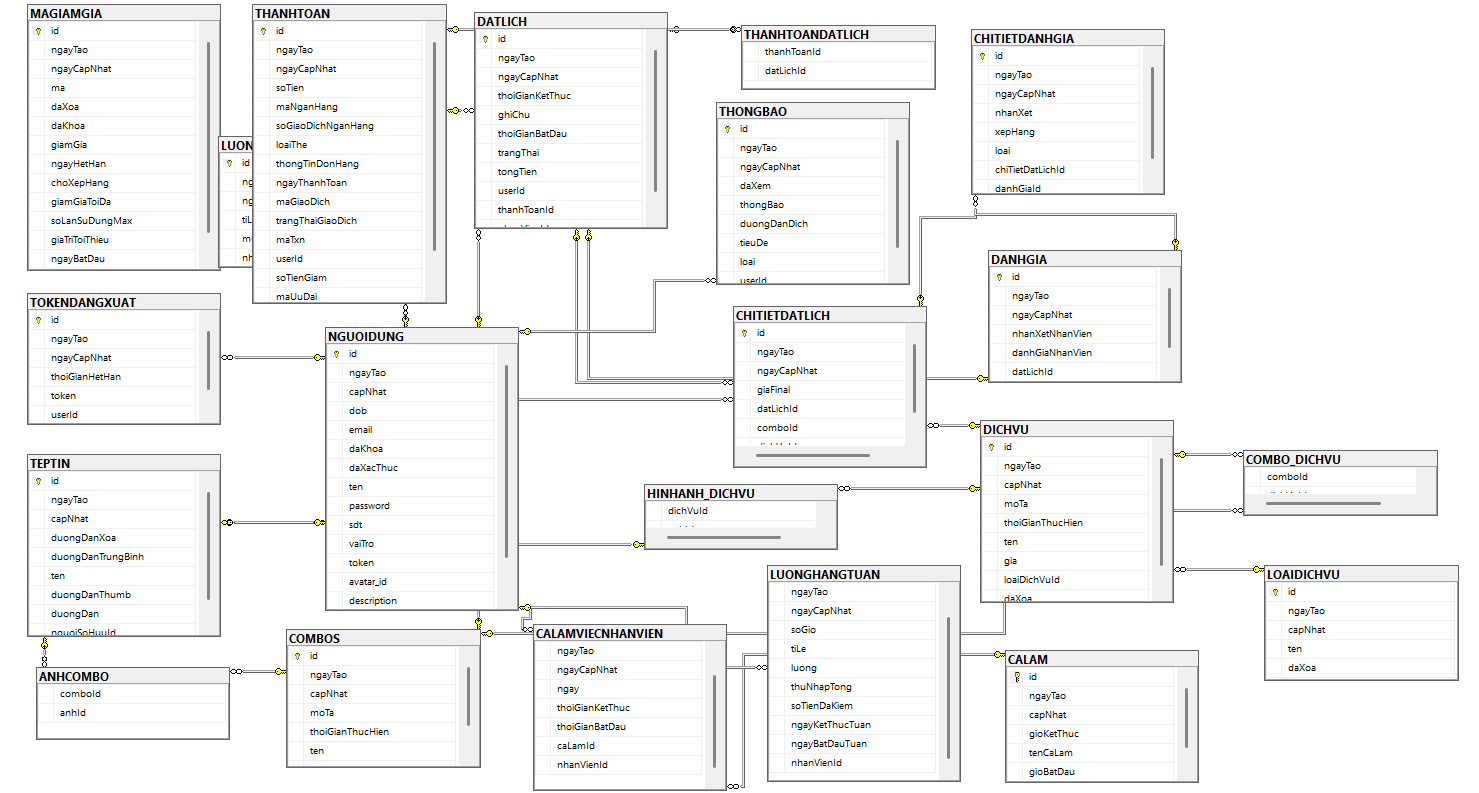 MAGIAMGIA
id
ngayTao
ngayCapNhat
ma
daXoa
daKhoa
giamGia
ngayHetHan
choXepHang
giamGiaToiDa
soLanSuDungMax
giaTriToiThieu
ngayBatDau
LUON
id
THANHTOAN
id
ngayTao
ngayCapNhat
soTien
maNganHang
soGiaoDichNganHang
loaiThe
thongTinDonHang
ngayThanhToan
maGiaoDich
trangThaiGiaoDich
maTxn
userId
soTienGiam
maUuDai
DATLICH
id
ngayTao
ngayCapNhat
thoiGianKetThuc
ghiChu
thoiGianBatDau
trangThai
tongTien
userId
thanhToanId
THANHTOANDATLICH
thanhToanId
datLichId
THONGBAO
id
ngayTao
ngayCapNhat
daXem
thongBao
duongDanDich
tieuDe
loai
userId
CHITIETDANHGIA
id
ngayTao
ngayCapNhat
nhanXet
xepHang
loai
chiTietDatLichId
danhGiaId
DANHGIA
id
ngayTao
ngayCapNhat
nhanXetNhanVien
danhGiaNhanVien
datLichId
TOKENDANGXUAT
id
ngayTao
ngayCapNhat
thoiGianHetHan
token
userId
NGUOIDUNG
id
ngayTao
capNhat
dob
email
daKhoa
daXacThuc
ten
password
sdt
vaiTro
token
avatar_id
description
CHITIETDATLICH
id
ngayTao
ngayCapNhat
giaFinal
datLichId
comboId
DICHVU
id
ngayTao
capNhat
moTa
thoiGianThucHien
ten
gia
loaiDichVuId
daXoa
COMBO_DICHVU
comboId
TEPTIN
id
ngayTao
capNhat
duongDanXoa
duongDanTrungBinh
ten
duongDanThumb
duongDan
nguoiSoHuuId
HINHANH_DICHVU
dichVuId
LUONGHANGTUAN
ngayTao
ngayCapNhat
soGio
tiLe
luong
thuNhapTong
soTienDaKiem
ngayKetThucTuan
ngayBatDauTuan
nhanVienId
LOAIDICHVU
id
ngayTao
capNhat
ten
daXoa
ANHCOMBO
comboId
anhId
COMBOS
id
ngayTao
capNhat
moTa
thoiGianThucHien
ten
CALAMVIECNHANVIEN
ngayTao
ngayCapNhat
ngay
thoiGianKetThuc
thoiGianBatDau
caLamId
nhanVienId
CALAM
id
ngayTao
capNhat
gioKetThuc
tenCaLam
gioBatDau